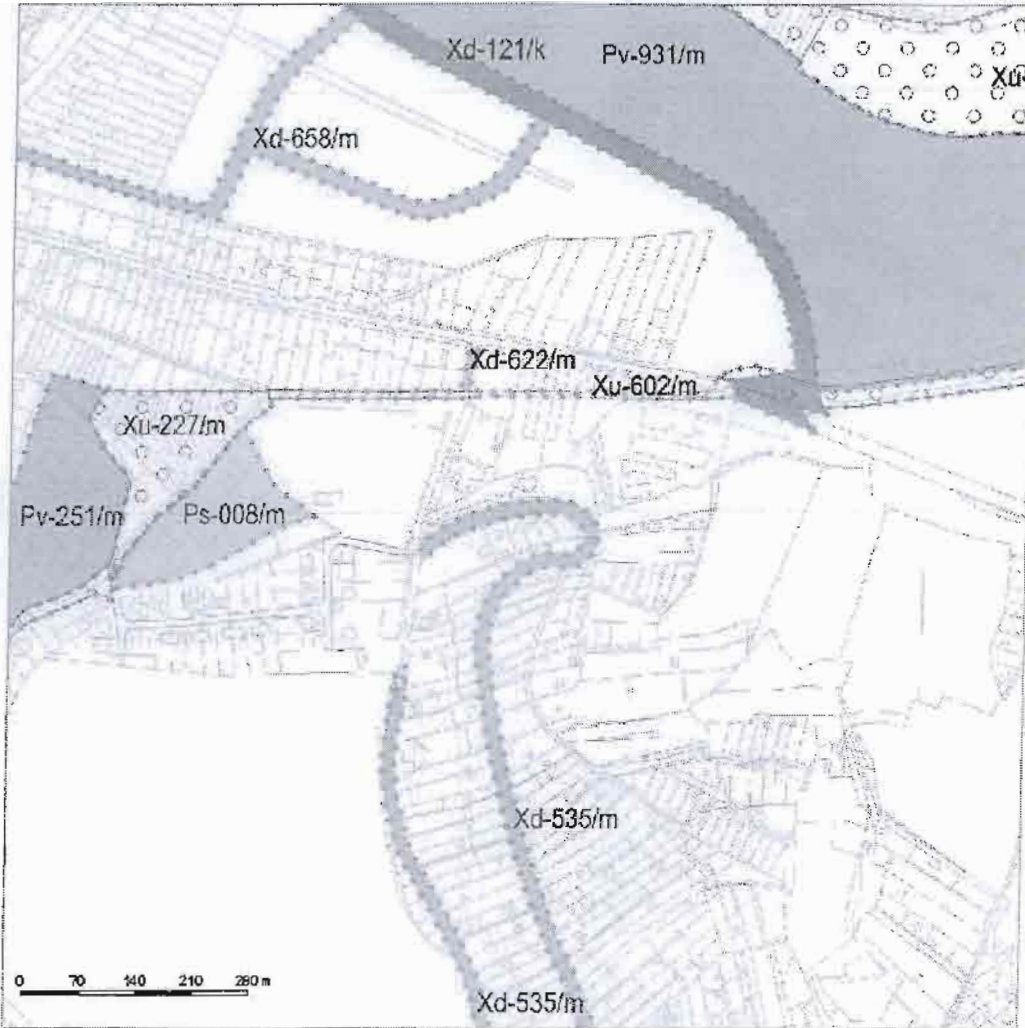 Xd-121/k
Pv-931/m
Xu-
Xd-658/m
Xd-622/m
Xu-602/m
Xu-227/m
Pv-251/m
Ps-008/m
Xd-535/m
0 70 140 210 280 m
Xd-535/m